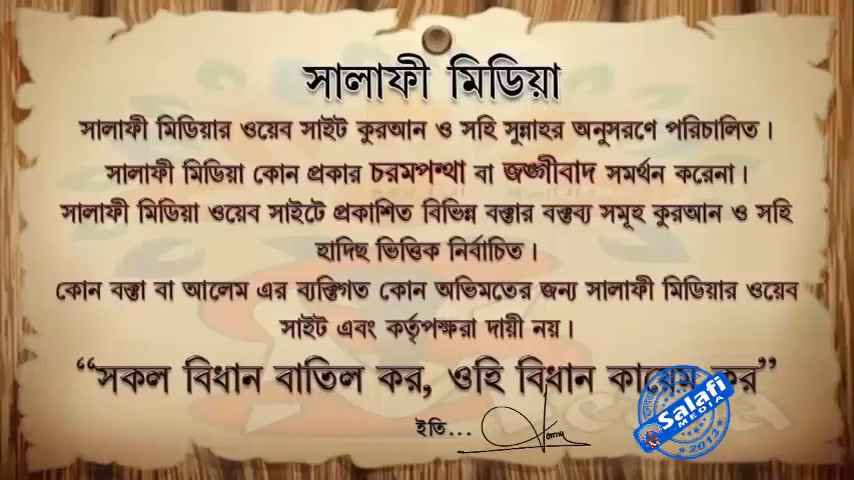 সালাফী মিডিয়া
সালাফী মিডিয়ার ওয়েব সাইট কুরআন ও সহি সুন্নাহর অনুসরণে পরিচালিত।
সালাফী মিডিয়া কোন প্রকার চরমপন্থা বা জঙ্গীবাদ সমর্থন করেনা।
সালাফী মিডিয়া ওয়েব সাইটে প্রকাশিত বিভিন্ন বক্তার বক্তব্য সমূহ কুরআন ও সহি
হাদিছ ভিত্তিক নির্বাচিত।
কোন বক্তা বা আলেম এর ব্যক্তিগত কোন অভিমতের জন্য সালাফী মিডিয়ার ওয়েব
সাইট এবং কর্তৃপক্ষরা দায়ী নয়।
“সকল বিধান বাতিল কর, ওহি বিধান কায়েম কর”
ইতি...
Salafi
MEDIA
2013